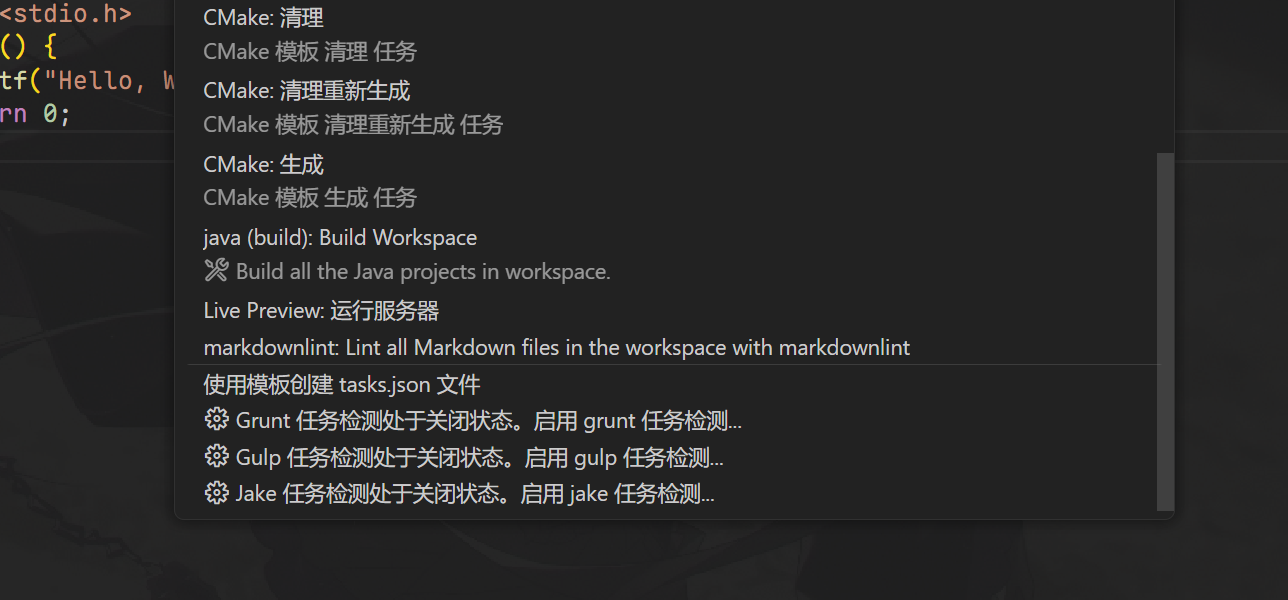 <stdio.h>
CMake: 清理
() {
CMake 模板 清理 任务
tf("Hello, W
CMake: 清理重新生成
rn 0;
CMake 模板 清理重新生成 任务
CMake: 生成
CMake 模板 生成 任务
java (build): Build Workspace
Build all the Java projects in workspace.
Live Preview: 运行服务器
markdownlint: Lint all Markdown files in the workspace with markdownlint
使用模板创建 tasks.json 文件
Grunt 任务检测处于关闭状态。启用 grunt 任务检测...
Gulp 任务检测处于关闭状态。启用 gulp 任务检测...
Jake 任务检测处于关闭状态。启用 jake 任务检测...